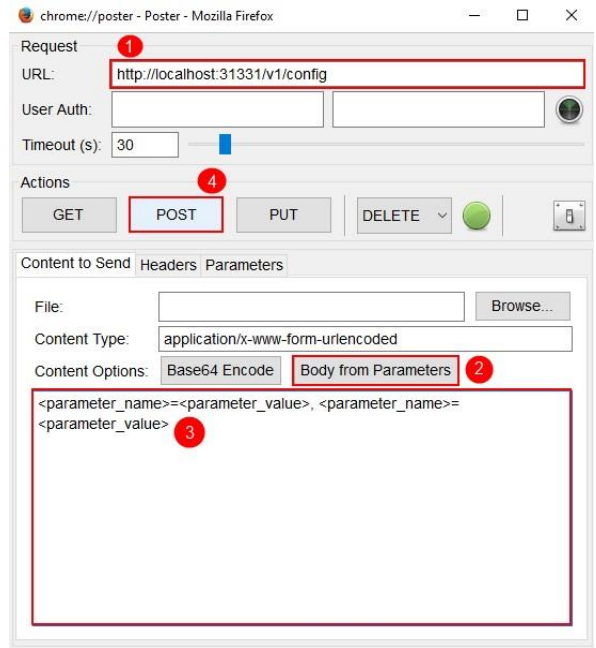 chrome://poster - Poster - Mozilla Firefox
Request
1
URL: http://localhost:31331/v1/config
User Auth:
Timeout (s): 30
Actions
4
GET POST PUT DELETE
Content to Send Headers Parameters
File: Browse...
Content Type: application/x-www-form-urlencoded
Content Options: Base64 Encode Body from Parameters 2
<parameter_name>=<parameter_value>, <parameter_name>=
<parameter_value> 3